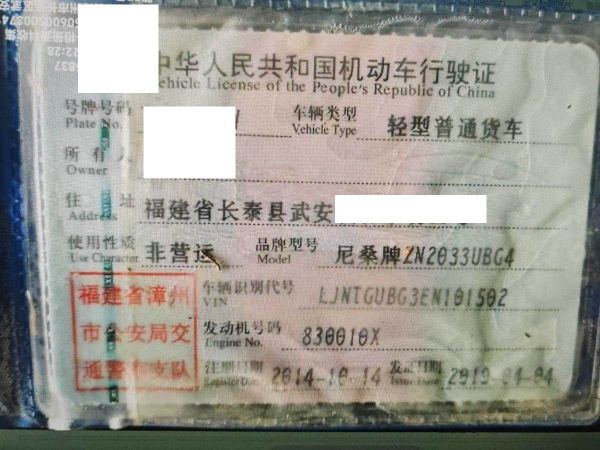 中华人民共和国机动车行驶证
Vehicle License of the People's Republic of China
号牌号码
Plate No.
车辆类型 轻型普通货车
Vehicle Type
所有人
Owner
住址 福建省长泰县武安
Address
使用性质 非营运 品牌型号 尼桑牌ZN2033UBG4
Use Character Model
福建省漳州
市公安局交
通警察支队
车辆识别代号 LJNTGUBG3EN101502
VIN
发动机号码 830010X
Engine No.
注册日期 2014-10-14 发证日期 2019-04-04
Register Date Issue Date